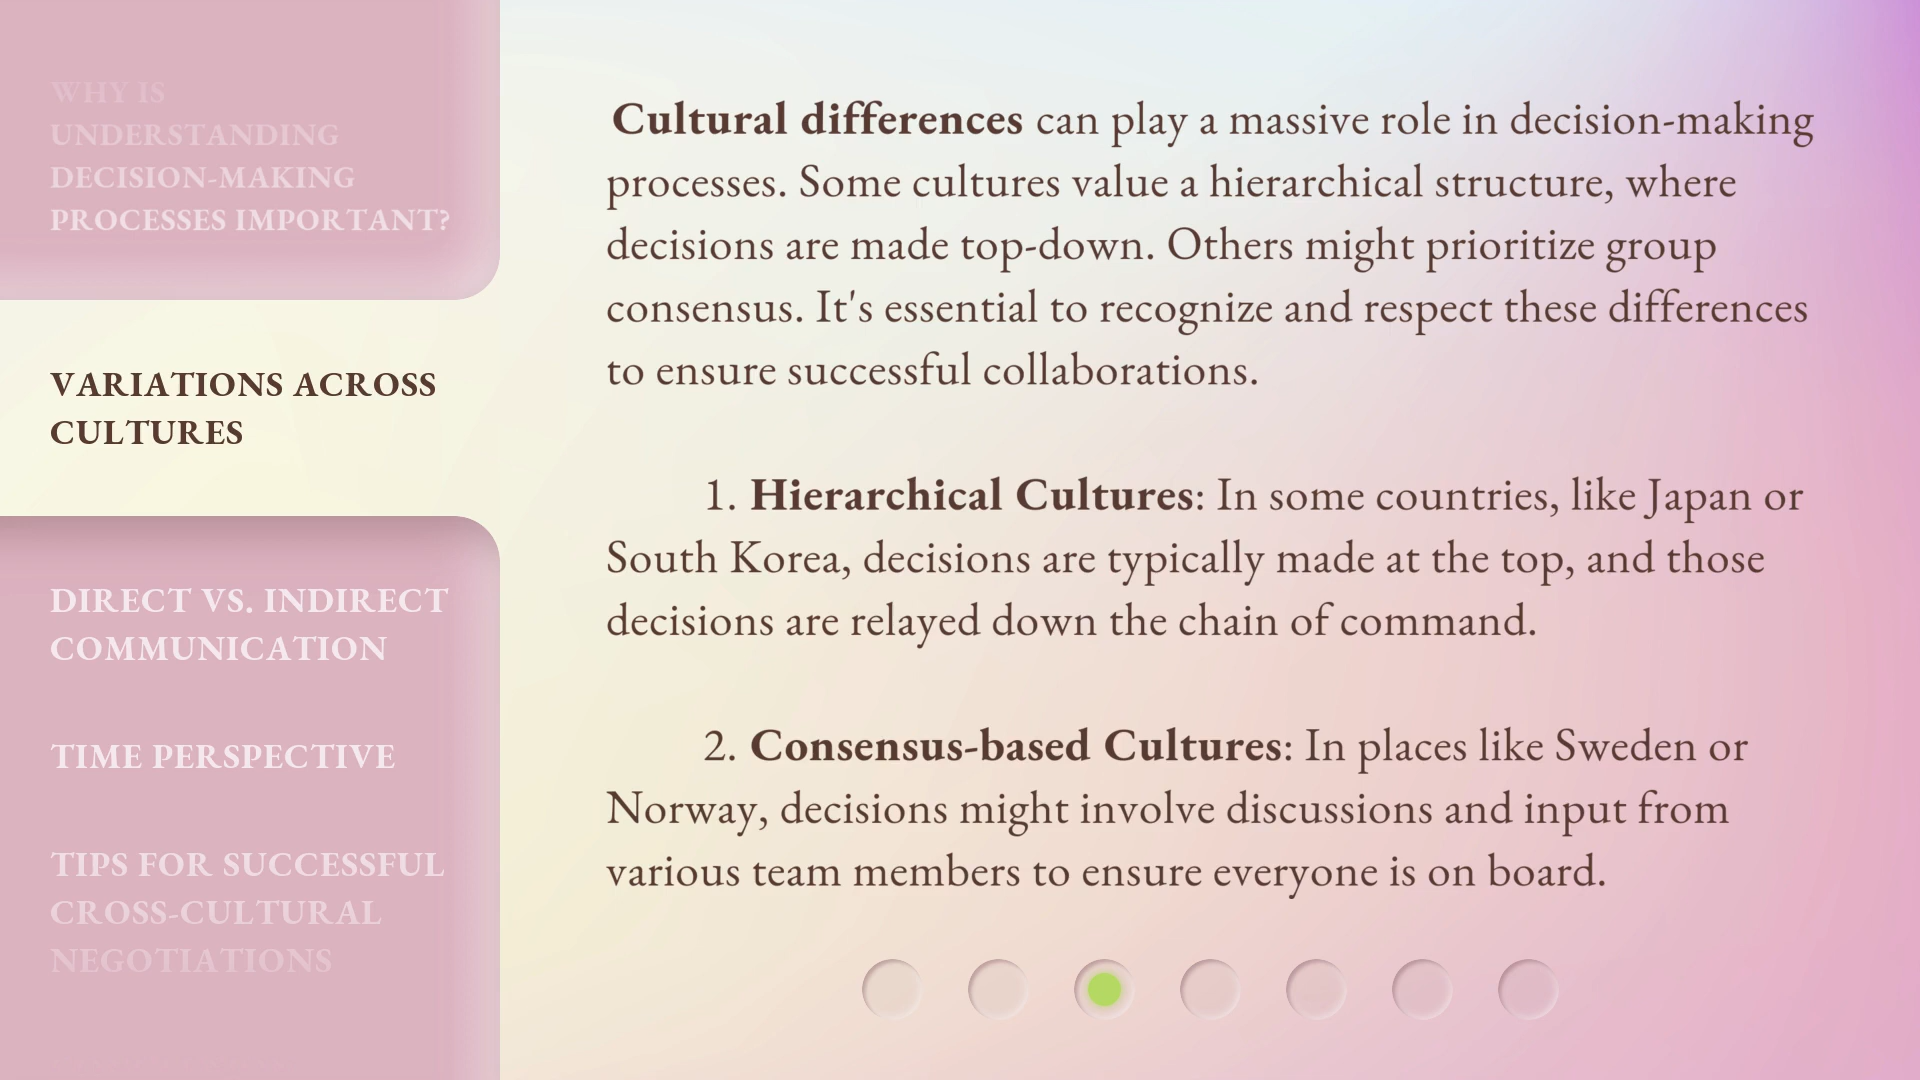 WHY IS
UNDERSTANDING
DECISION-MAKING
PROCESSES IMPORTANT?
VARIATIONS ACROSS
CULTURES
DIRECT VS. INDIRECT
COMMUNICATION
TIME PERSPECTIVE
TIPS FOR SUCCESSFUL
CROSS-CULTURAL
NEGOTIATIONS
Cultural differences can play a massive role in decision-making
processes. Some cultures value a hierarchical structure, where
decisions are made top-down. Others might prioritize group
consensus. It's essential to recognize and respect these differences
to ensure successful collaborations.
1. Hierarchical Cultures: In some countries, like Japan or
South Korea, decisions are typically made at the top, and those
decisions are relayed down the chain of command.
2. Consensus-based Cultures: In places like Sweden or
Norway, decisions might involve discussions and input from
various team members to ensure everyone is on board.